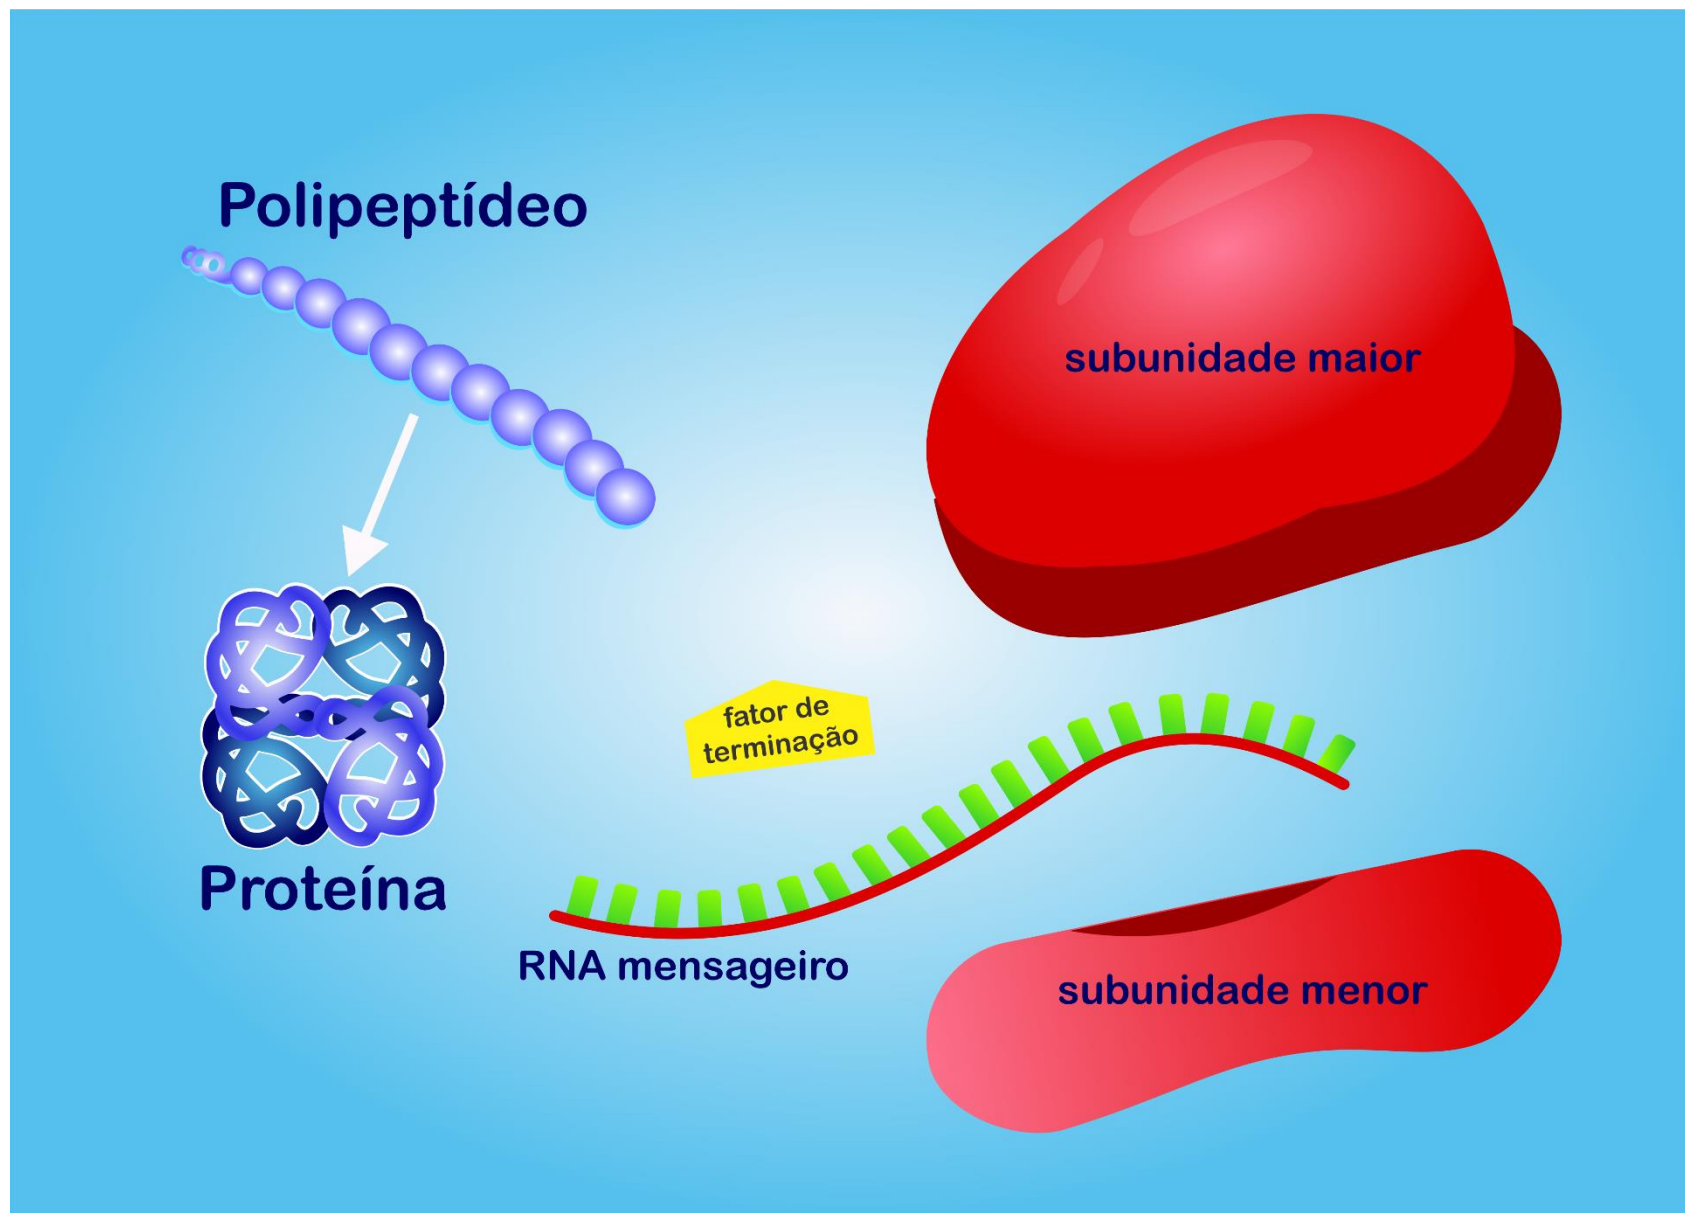 Polipeptídeo
subunidade maior
fator de
terminação
Proteína
RNA mensageiro
subunidade menor